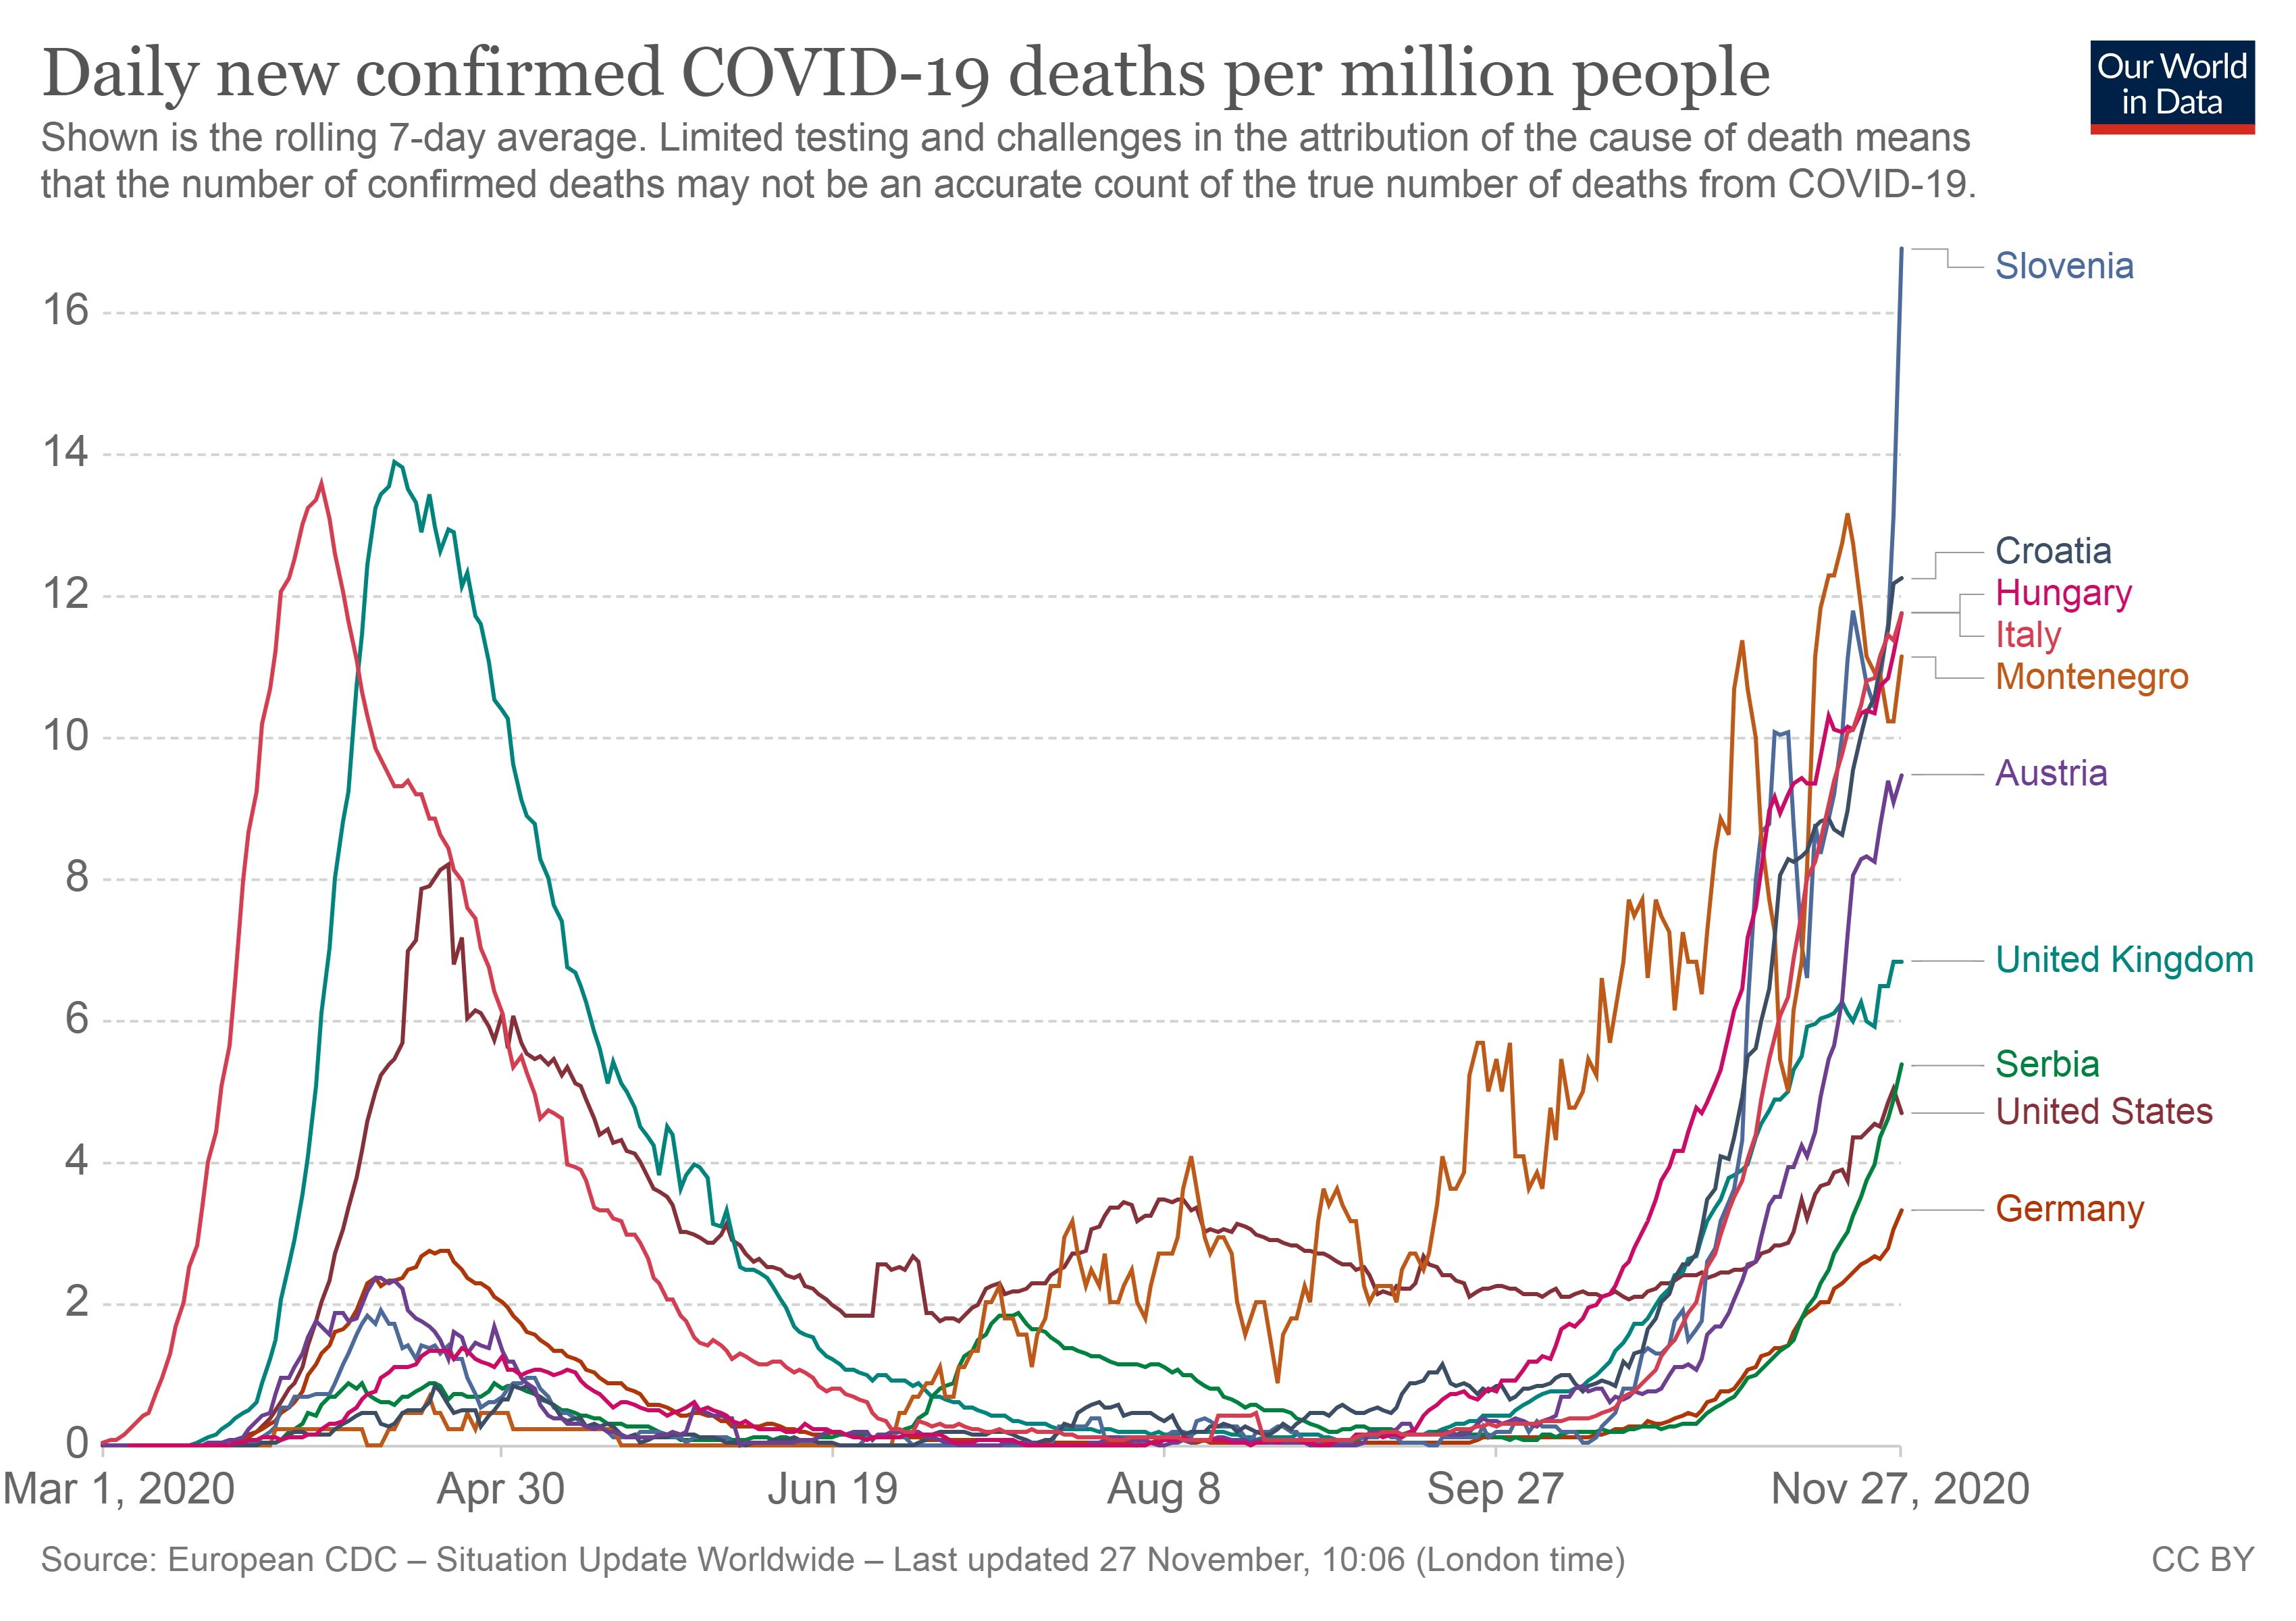 Daily new confirmed COVID-19 deaths per million people
Our World
in Data
Shown is the rolling 7-day average. Limited testing and challenges in the attribution of the cause of death means
that the number of confirmed deaths may not be an accurate count of the true number of deaths from COVID-19.
16
14
12
10
8
6
4
2
0
Slovenia
Croatia
Hungary
Italy
Montenegro
Austria
United Kingdom
Serbia
United States
Germany
Mar 1, 2020
Apr 30
Jun 19
Aug 8
Sep 27
Nov 27, 2020
Source: European CDC – Situation Update Worldwide – Last updated 27 November, 10:06 (London time)
CC BY